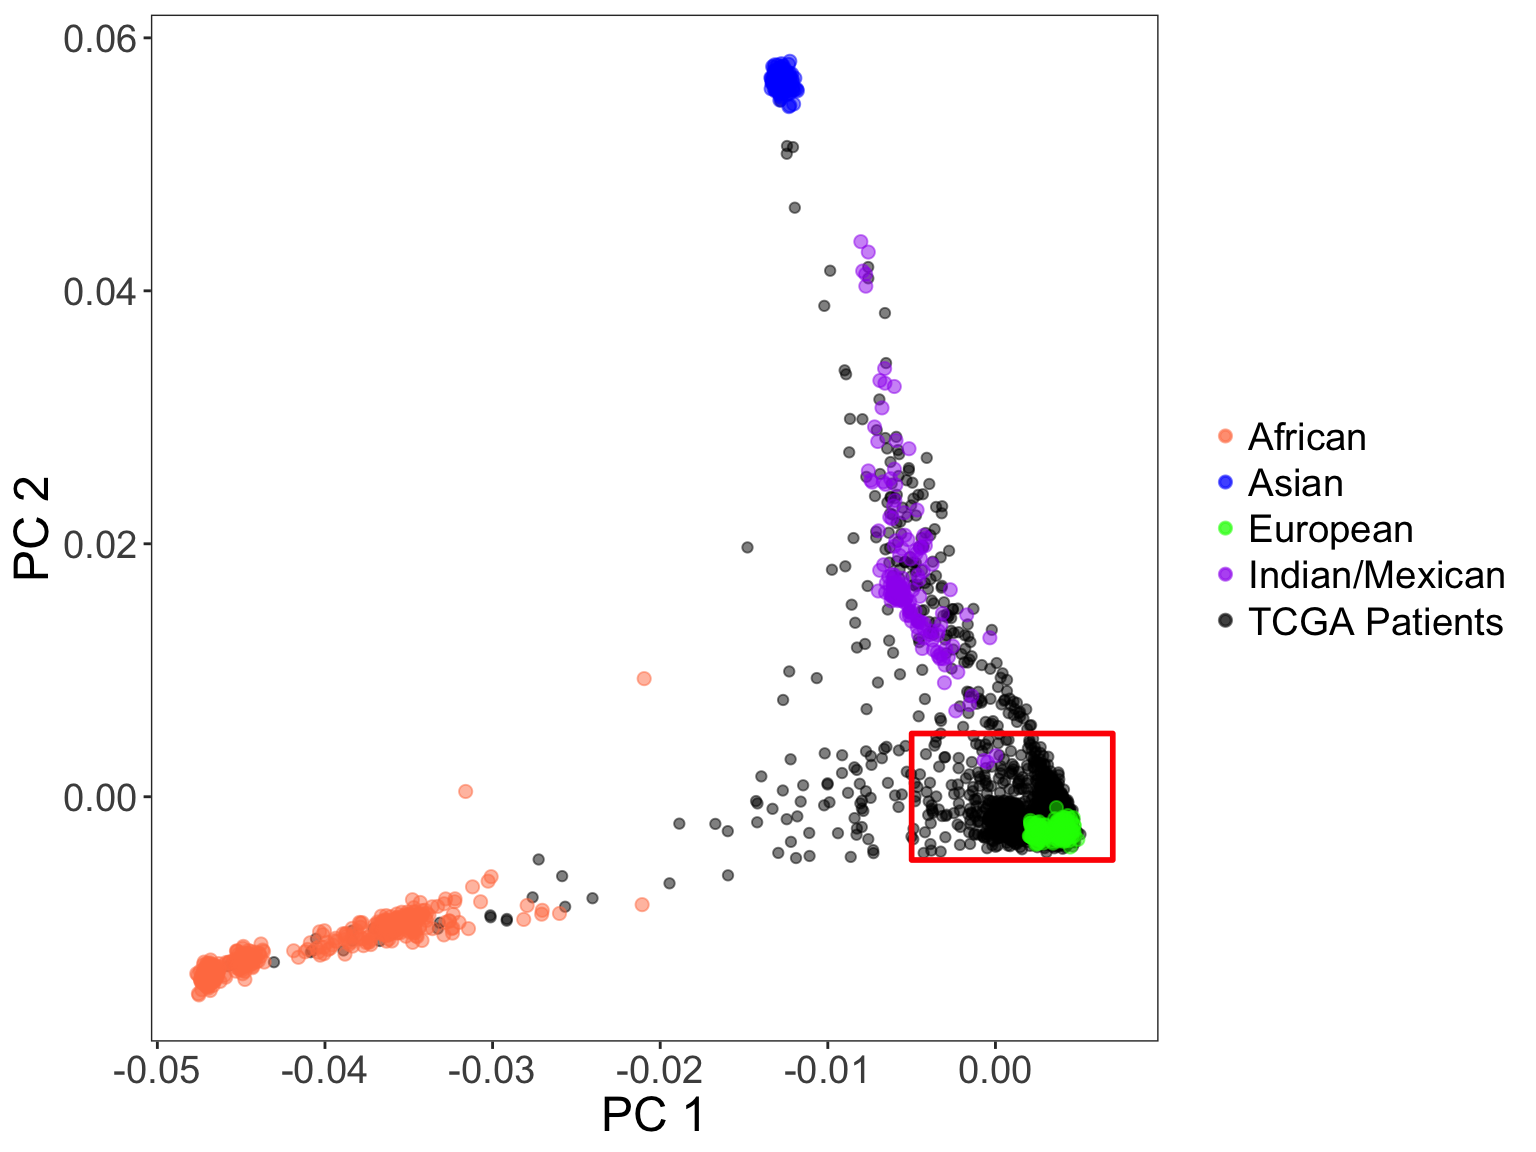 0.06
0.04
0.02
0.00
PC 2
-0.05
-0.04
-0.03
-0.02
-0.01
0.00
PC 1
African
Asian
European
Indian/Mexican
TCGA Patients